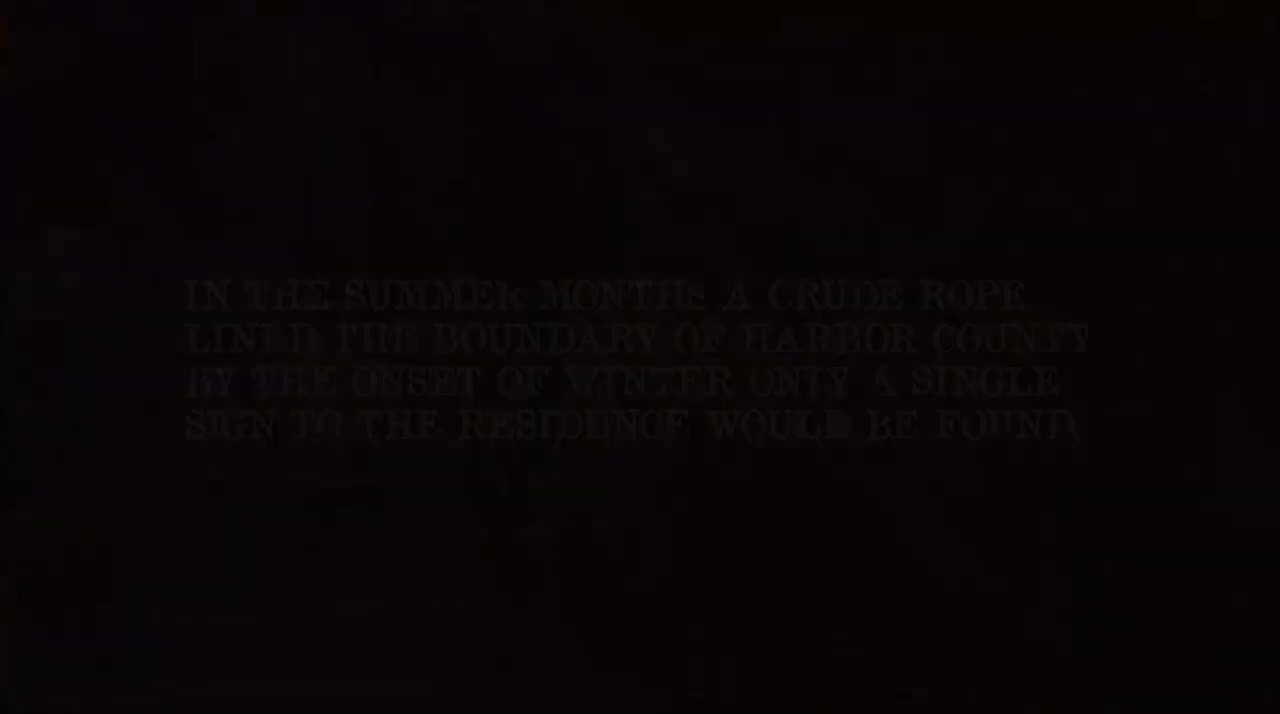 IN THE SUMMER MONTHS A CRUDE ROPE
LINED THE BOUNDARY OF HARBOR COUNTY
BY THE ONSET OF WINTER ONLY A SINGLE
SIGN TO THE RESIDENCE WOULD BE FOUND